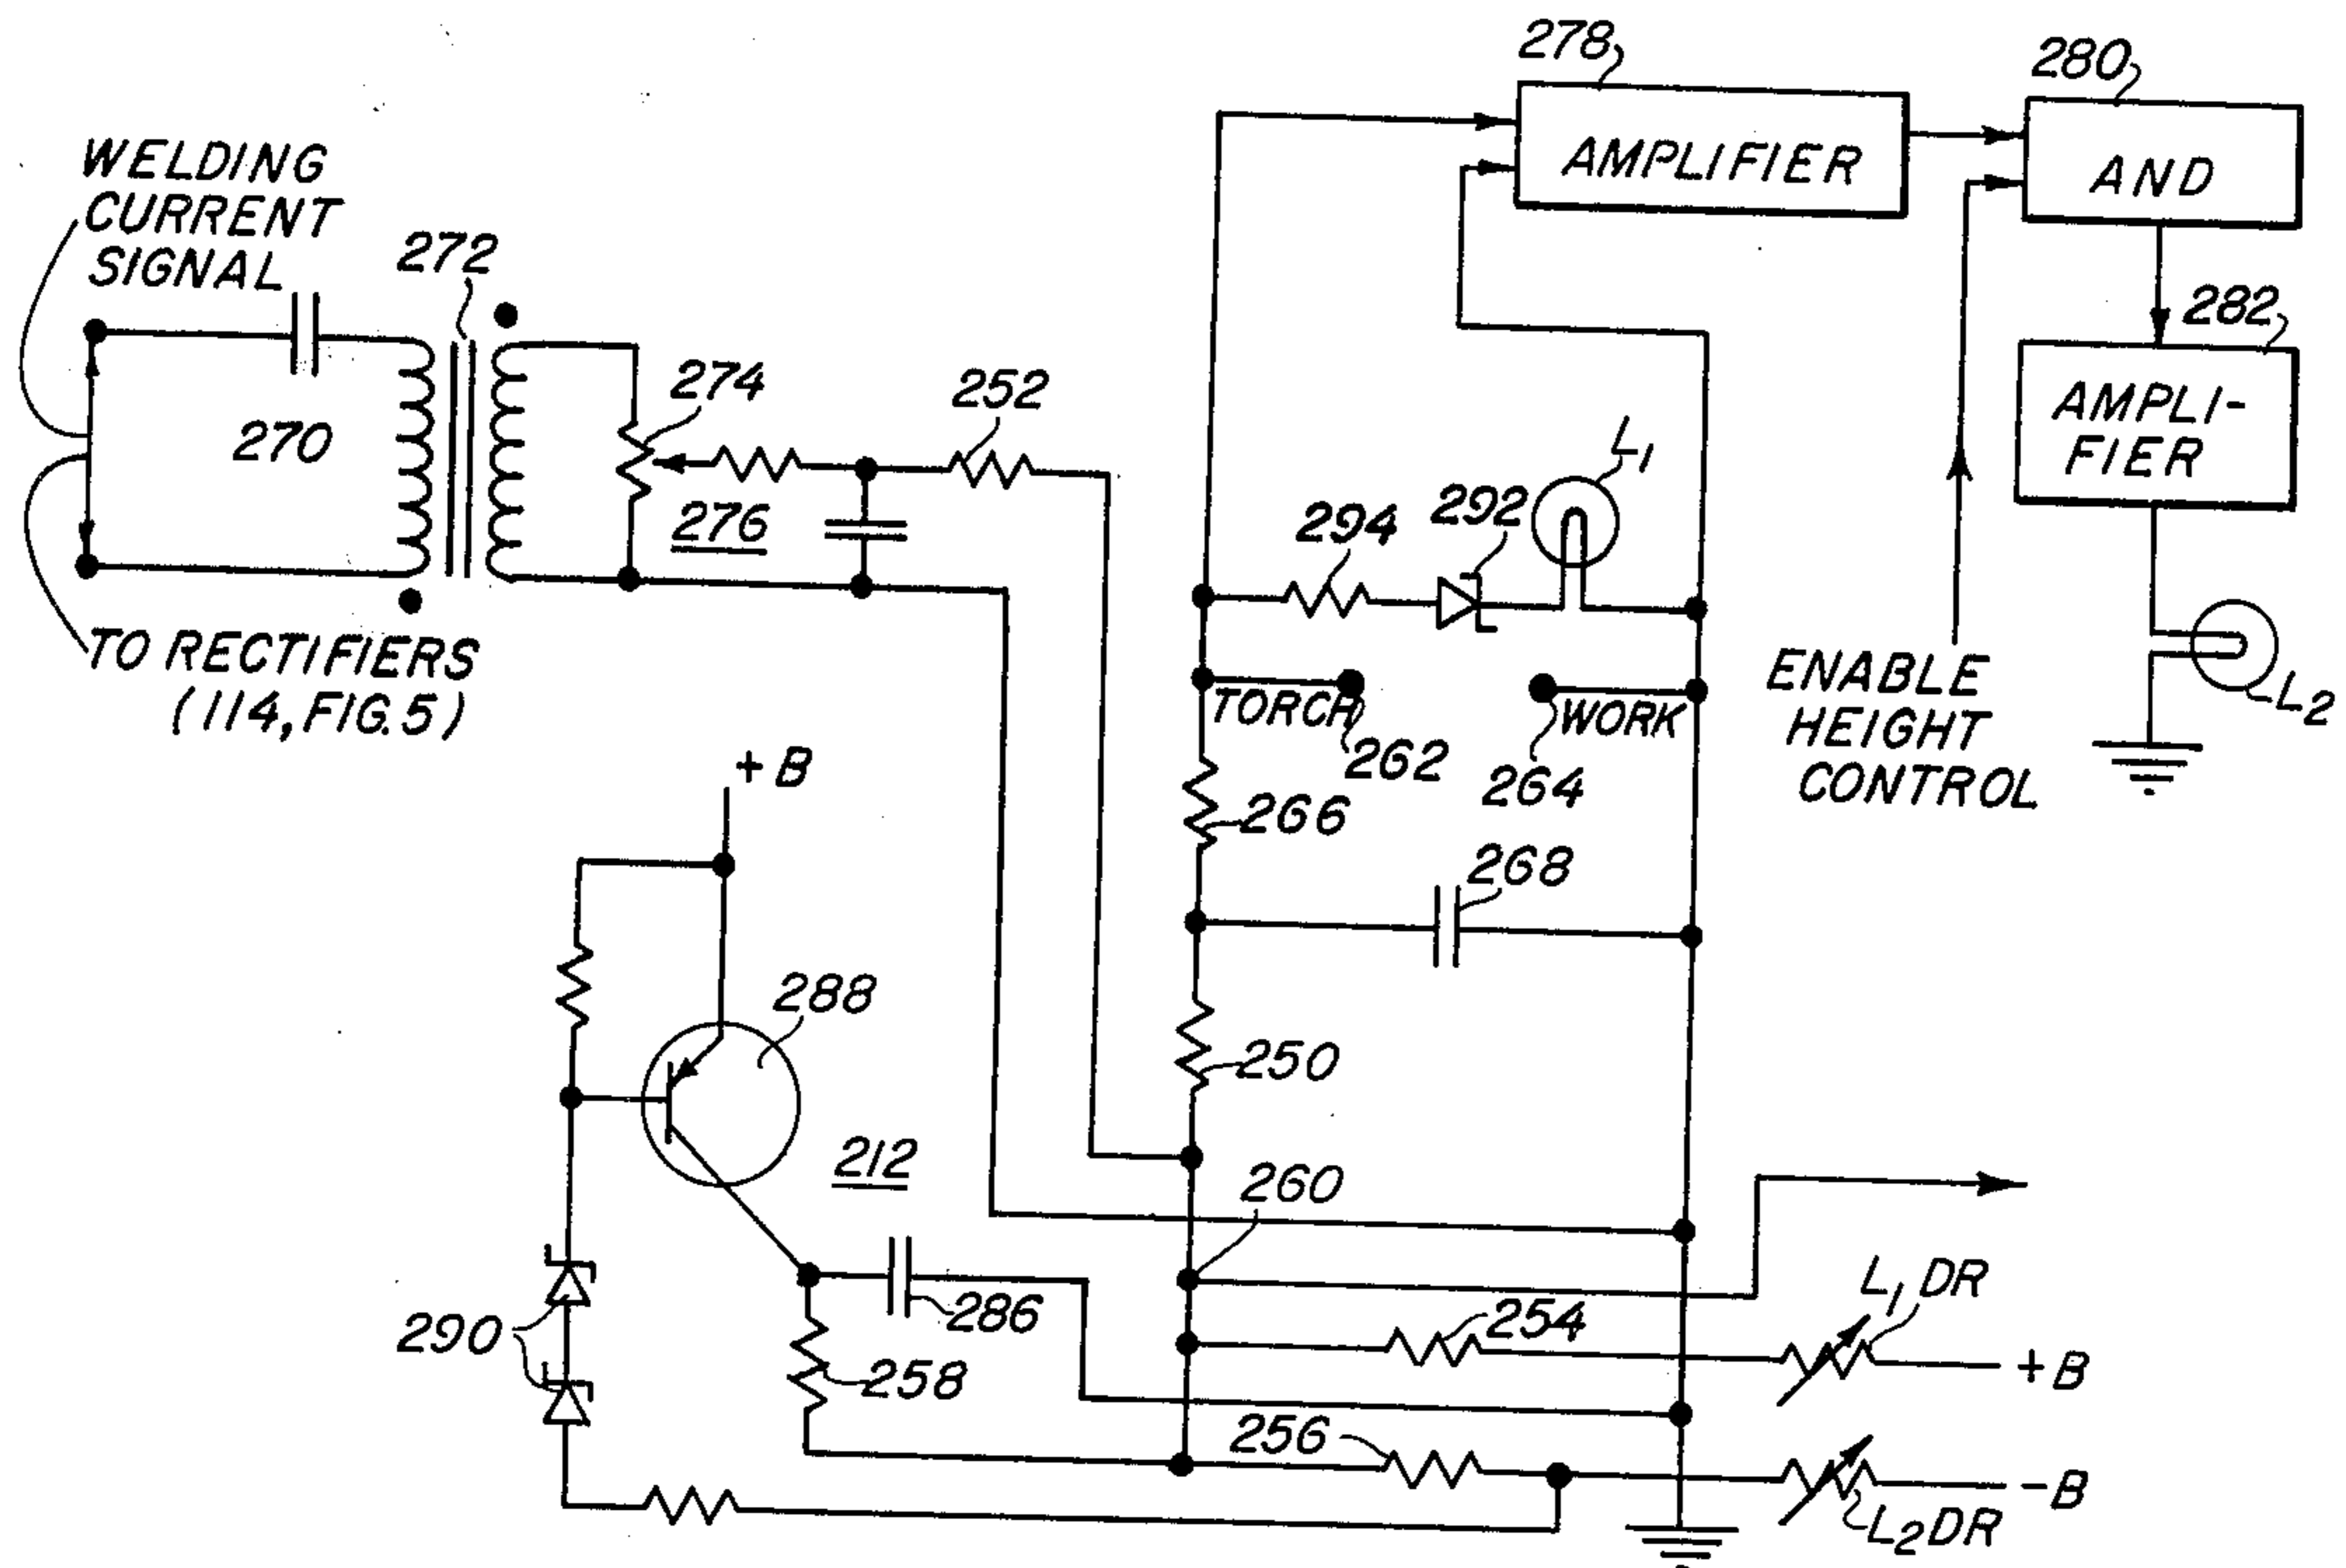 278
280
AMPLIFIER
AND
WELDING
CURRENT
SIGNAL
272
270
274
276
252
282
AMPLI-
FIER
L1
292
294
TO RECTIFIERS
(114, FIG. 5)
TORCH
262
WORK
264
ENABLE
HEIGHT
CONTROL
L2
+B
266
268
288
250
212
260
286
290
258
254
L1 DR
+B
256
-B
L2 DR